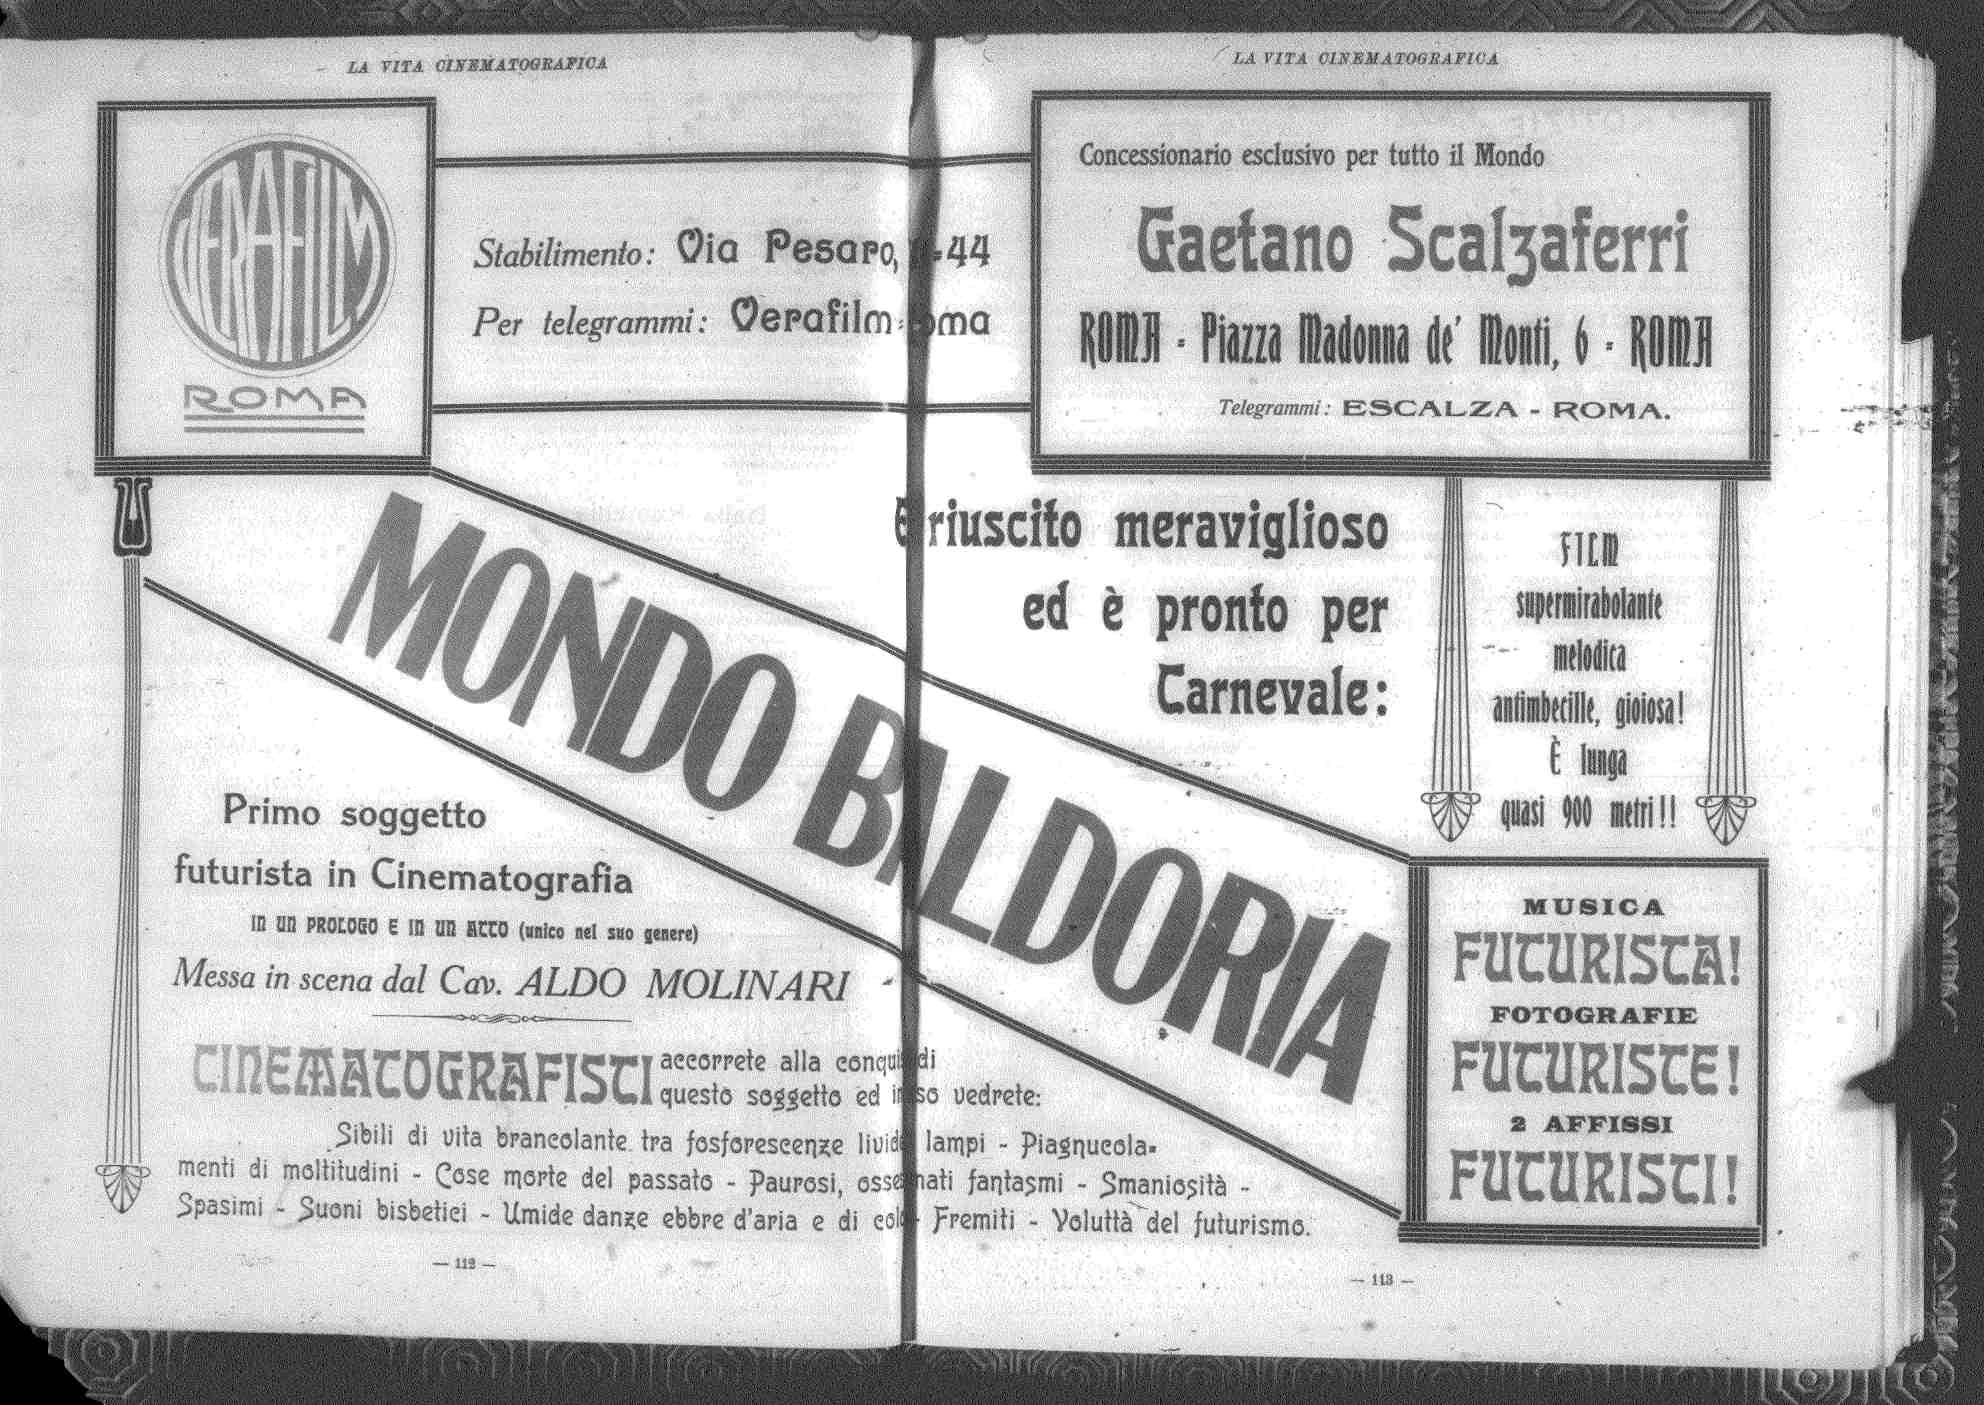 LA VITA CINEMATOGRAFICA
VERAFILM
ROMA
Stabilimento: Via Pesaro, 44
Per telegrammi: Verafilm
MONDO BALDORIA
Primo soggetto
futurista in Cinematografia
IN UN PROLOGO E IN UN ATTO (unico nel suo genere)
Messa in scena dal Cav. ALDO MOLINARI
CINEMATOGRAFISTI
accorrete alla di
questo soggetto ed vedrete:
Sibili di vita brancolante tra fosforescenze lampi - Piagnucola-
menti di moltitudini - Cose morte del passato - Paurosi, fantasmi - Smaniosità -
Spasimi - Suoni bisbetici - Umide danze ebbre d'aria e di Fremiti - Voluttà del futurismo.
— 112 —
LA VITA CINEMATOGRAFICA
Concessionario esclusivo per tutto il Mondo
Gaetano Scalzaferri
ROMA - Piazza Madonna de' Monti, 6 - ROMA
Telegrammi: ESCALZA - ROMA.
riuscito meraviglioso
ed è pronto per
Carnevale:
FILM
supermirabolante
melodica
antimbecille, gioiosa!
È lunga
quasi 900 metri!!
MUSICA
FUTURISTA!
FOTOGRAFIE
FUTURISTE!
2 AFFISSI
FUTURISTI!
— 113 —